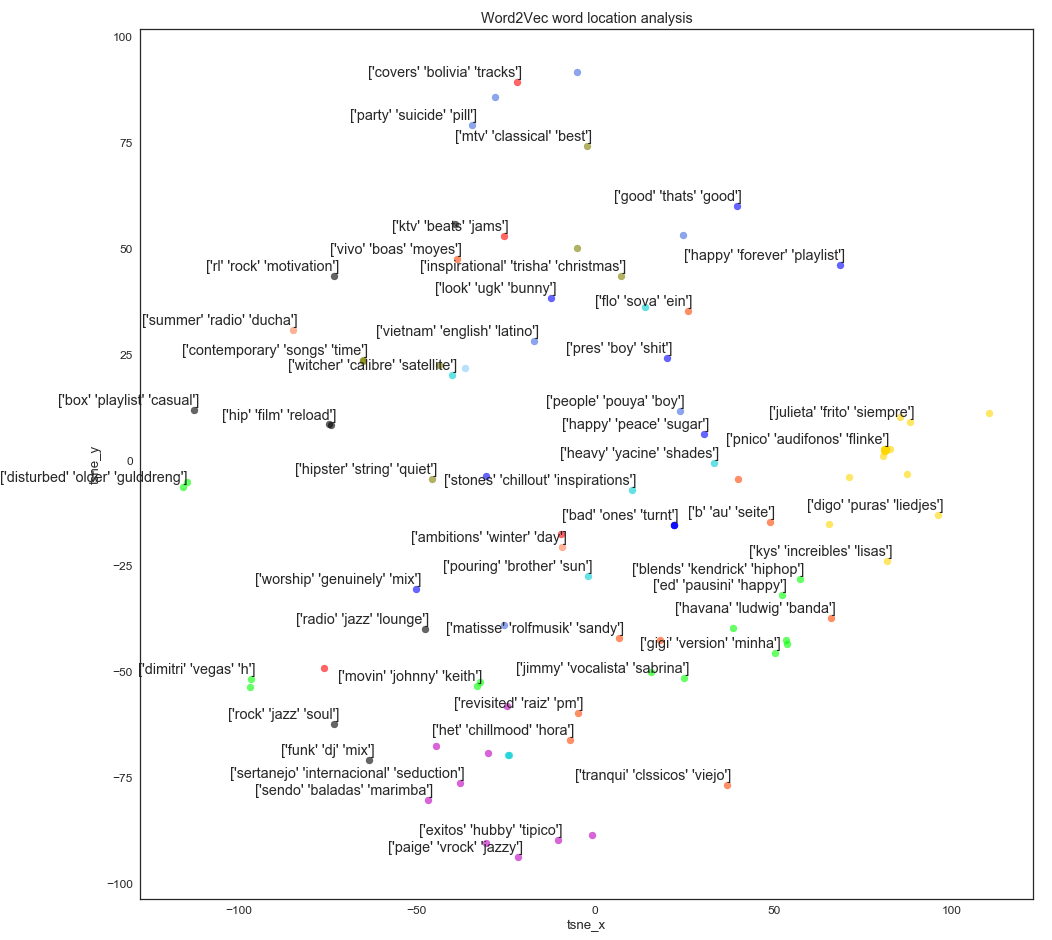 Word2Vec word location analysis
100
['covers' 'bolivia' 'tracks']
['party' 'suicide' 'pill']
75
['mtv' 'classical' 'best']
['good' 'thats' 'good']
['ktv' 'beats' 'jams']
50
['vivo' 'boas' 'moyes']
['happy' 'forever' 'playlist']
['rl' 'rock' 'motivation']
['inspirational' 'trisha' 'christmas']
['look' 'ugk' 'bunny']
['flo' 'sova' 'ein']
['summer' 'radio' 'ducha']
['vietnam' 'english' 'latino']
25
['contemporary' 'songs' 'time']
['pres' 'boy' 'shit']
['witcher' 'calibre' 'satellite']
['box' 'playlist' 'casual']
['people' 'pouya' 'boy']
['hip' 'film' 'reload']
['julieta' 'frito' 'siempre']
['happy' 'peace' 'sugar']
['pnico' 'audifonos' 'flinke']
0
['heavy' 'yacine' 'shades']
tsne_y
['disturbed' 'older' 'gulddreng']
['hipster' 'string' 'quiet']
['stones' 'chillout' 'inspirations']
['digo' 'puras' 'liedjes']
['bad' 'ones' 'turnt']
['b' 'au' 'seite']
['ambitions' 'winter' 'day']
['kys' 'increibles' 'lisas']
−25
['pouring' 'brother' 'sun']
['blends' 'kendrick' 'hiphop']
['worship' 'genuinely' 'mix']
['ed' 'pausini' 'happy']
['havana' 'ludwig' 'banda']
['radio' 'jazz' 'lounge']
['matisse' 'rolfmusik' 'sandy']
['gigi' 'version' 'minha']
−50
['dimitri' 'vegas' 'h']
['movin' 'johnny' 'keith']
['jimmy' 'vocalista' 'sabrina']
['revisited' 'raiz' 'pm']
['rock' 'jazz' 'soul']
['het' 'chillmood' 'hora']
['funk' 'dj' 'mix']
−75
['sertanejo' 'internacional' 'seduction']
['tranqui' 'clssicos' 'viejo']
['sendo' 'baladas' 'marimba']
['exitos' 'hubby' 'tipico']
['paige' 'vrock' 'jazzy']
−100
−100 −50 0 50 100
tsne_x